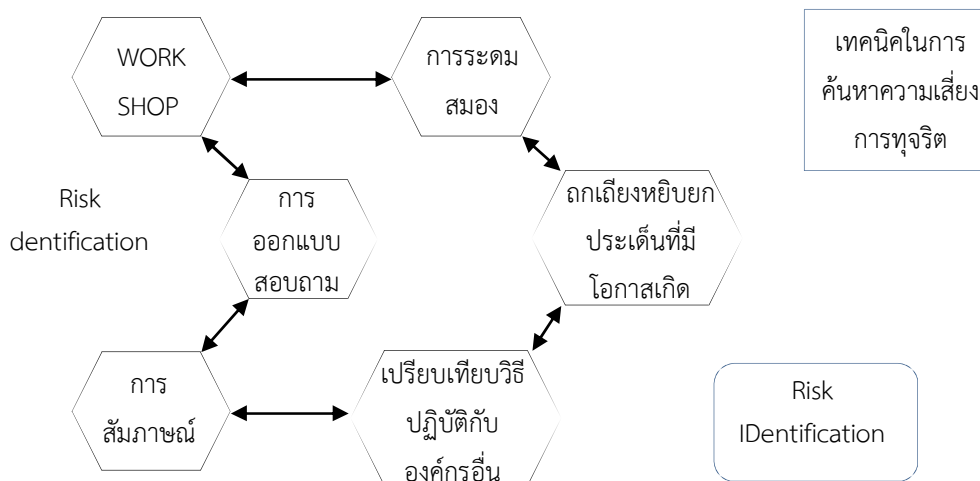 WORK
SHOP
การระดม
สมอง
เทคนิคในการ
ค้นหาความเสี่ยง
การทุจริต
Risk
dentification
การ
ออกแบบ
สอบถาม
ถกเถียงหยิบยก
ประเด็นที่มี
โอกาสเกิด
การ
สัมภาษณ์
เปรียบเทียบวิธี
ปฏิบัติกับ
องค์กรอื่น
Risk
IDentification